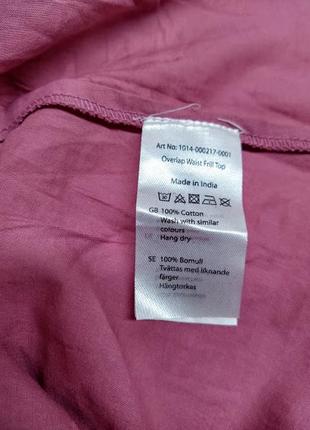 Art No: 1014-000217-0001
Overlap Waist Frill Top
Made in India
GB 100% Cotton
Wash with similar
colours
Hang dry
SE 100% Bomull
Tvättas med liknande
färger
Hängtorkas